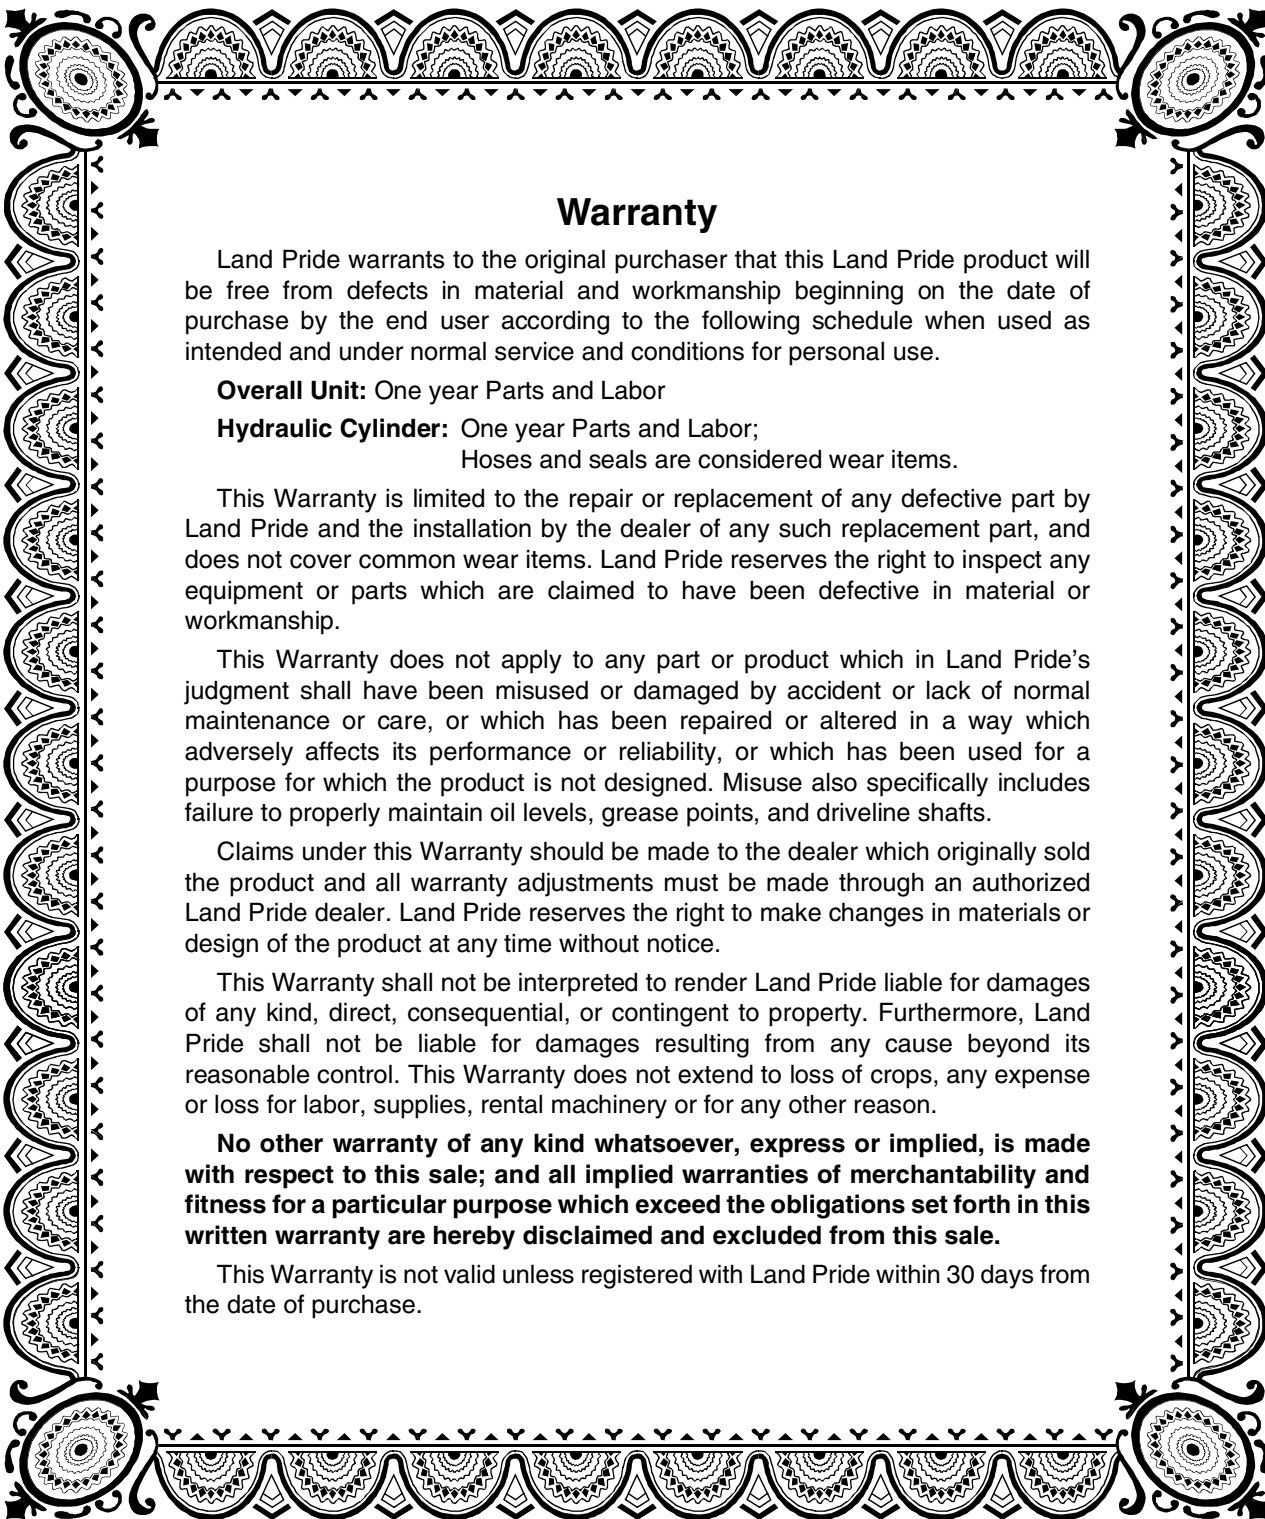 Warranty
Land Pride warrants to the original purchaser that this Land Pride product will
be free from defects in material and workmanship beginning on the date of
purchase by the end user according to the following schedule when used as
intended and under normal service and conditions for personal use.
Overall Unit: One year Parts and Labor
Hydraulic Cylinder: One year Parts and Labor;
Hoses and seals are considered wear items.
This Warranty is limited to the repair or replacement of any defective part by
Land Pride and the installation by the dealer of any such replacement part, and
does not cover common wear items. Land Pride reserves the right to inspect any
equipment or parts which are claimed to have been defective in material or
workmanship.
This Warranty does not apply to any part or product which in Land Pride’s
judgment shall have been misused or damaged by accident or lack of normal
maintenance or care, or which has been repaired or altered in a way which
adversely affects its performance or reliability, or which has been used for a
purpose for which the product is not designed. Misuse also specifically includes
failure to properly maintain oil levels, grease points, and driveline shafts.
Claims under this Warranty should be made to the dealer which originally sold
the product and all warranty adjustments must be made through an authorized
Land Pride dealer. Land Pride reserves the right to make changes in materials or
design of the product at any time without notice.
This Warranty shall not be interpreted to render Land Pride liable for damages
of any kind, direct, consequential, or contingent to property. Furthermore, Land
Pride shall not be liable for damages resulting from any cause beyond its
reasonable control. This Warranty does not extend to loss of crops, any expense
or loss for labor, supplies, rental machinery or for any other reason.
No other warranty of any kind whatsoever, express or implied, is made
with respect to this sale; and all implied warranties of merchantability and
fitness for a particular purpose which exceed the obligations set forth in this
written warranty are hereby disclaimed and excluded from this sale.
This Warranty is not valid unless registered with Land Pride within 30 days from
the date of purchase.